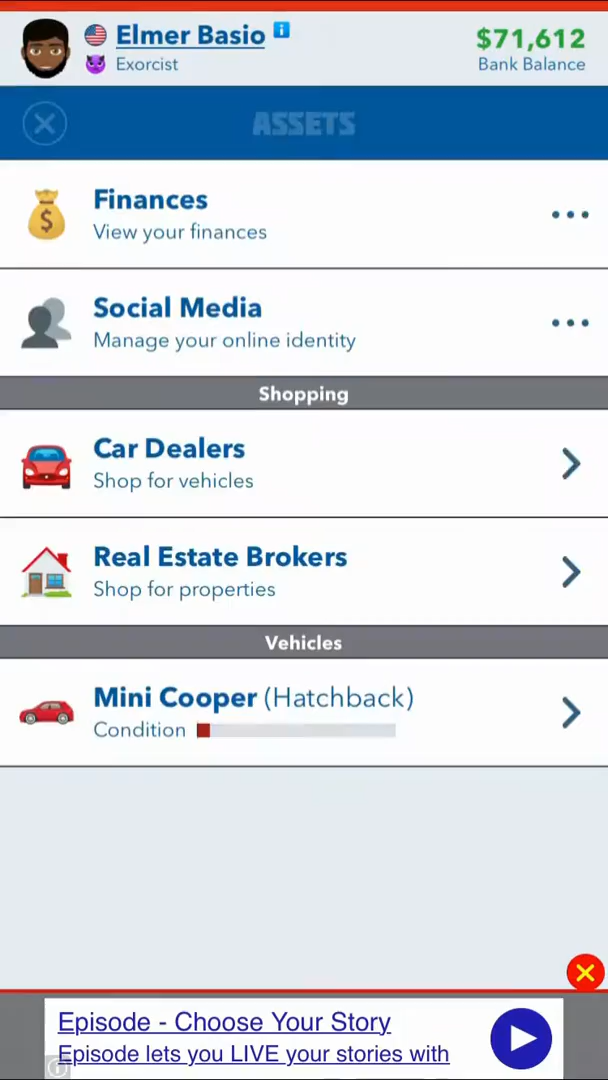 Elmer Basio
Exorcist
$71,612
Bank Balance
ASSETS
Finances
View your finances
Social Media
Manage your online identity
Shopping
Car Dealers
Shop for vehicles
Real Estate Brokers
Shop for properties
Vehicles
Mini Cooper (Hatchback)
Condition
Episode - Choose Your Story
Episode lets you LIVE your stories with